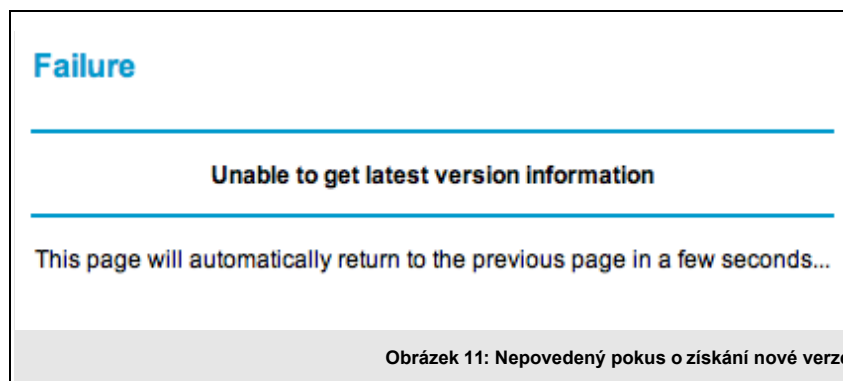 Failure
Unable to get latest version information
This page will automatically return to the previous page in a few seconds...
Obrázek 11: Nepovedený pokus o získání nové verze